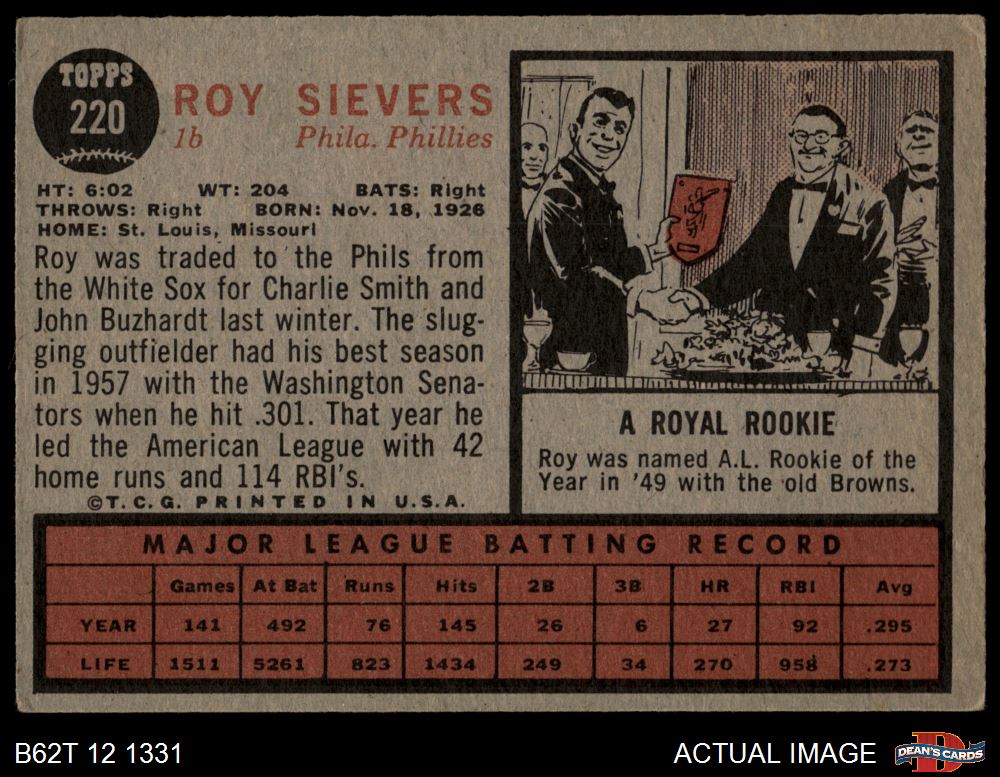 TOPPS
220
ROY SIEVERS
1b Phila. Phillies
HT: 6:02 WT: 204 BATS: Right
THROWS: Right BORN: Nov. 18, 1926
HOME: St. Louis, Missouri
Roy was traded to the Phils from
the White Sox for Charlie Smith and
John Buzhardt last winter. The slug-
ging outfielder had his best season
in 1957 with the Washington Sena-
tors when he hit .301. That year he
led the American League with 42
home runs and 114 RBI's.
©T.C.G. PRINTED IN U.S.A.
A ROYAL ROOKIE
Roy was named A.L. Rookie of the
Year in '49 with the old Browns.
MAJOR LEAGUE BATTING RECORD
Games At Bat Runs Hits 2B 3B HR RBI Avg
YEAR 141 492 76 145 26 6 27 92 .295
LIFE 1511 5261 823 1434 249 34 270 958 .273
B62T 12 1331
ACTUAL IMAGE
D
DEAN'S CARDS